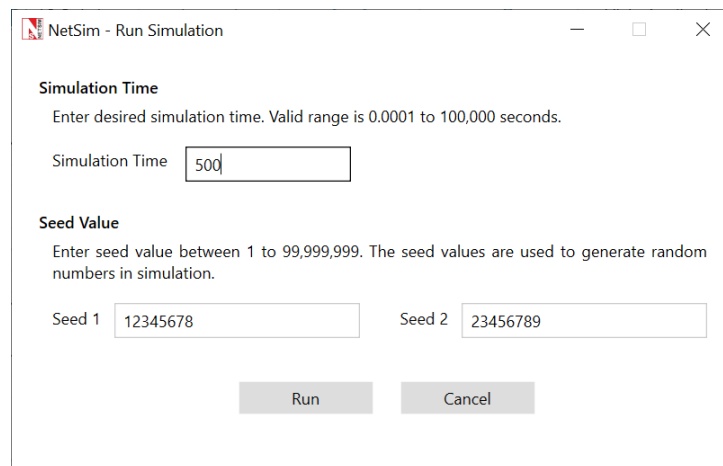 NetSim - Run Simulation
Simulation Time
Enter desired simulation time. Valid range is 0.0001 to 100,000 seconds.
Simulation Time 500
Seed Value
Enter seed value between 1 to 99,999,999. The seed values are used to generate random
numbers in simulation.
Seed 1 12345678 Seed 2 23456789
Run Cancel